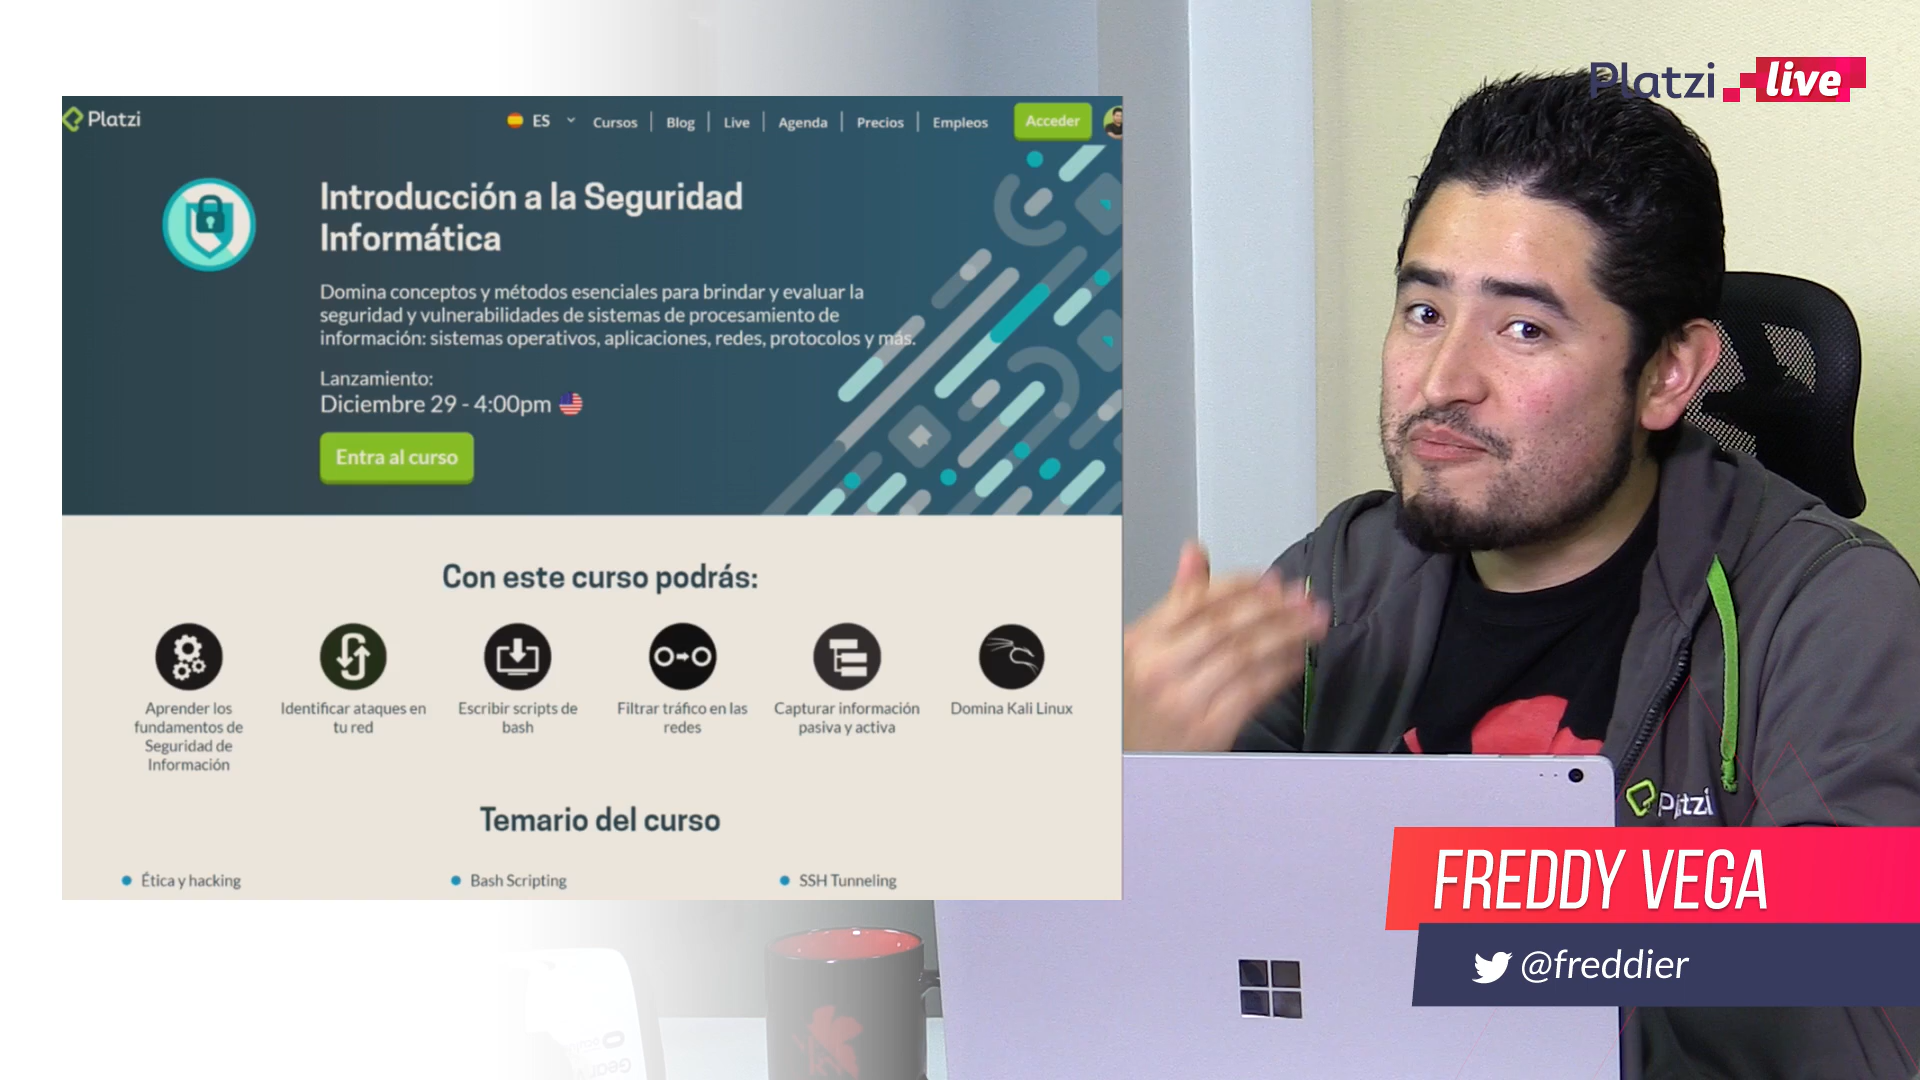 Platzi live
Platzi
ES
Cursos
Blog
Live
Agenda
Precios
Empleos
Acceder
Introducción a la Seguridad
Informática
Domina conceptos y métodos esenciales para brindar y evaluar la
seguridad y vulnerabilidades de sistemas de procesamiento de
información: sistemas operativos, aplicaciones, redes, protocolos y más.
Lanzamiento:
Diciembre 29 - 4:00pm
Entra al curso
Con este curso podrás:
Aprender los
fundamentos de
Seguridad de
Información
Identificar ataques en
tu red
Escribir scripts de
bash
Filtrar tráfico en las
redes
Capturar información
pasiva y activa
Domina Kali Linux
Temario del curso
Ética y hacking
Bash Scripting
SSH Tunneling
Platzi
FREDDY VEGA
@freddier